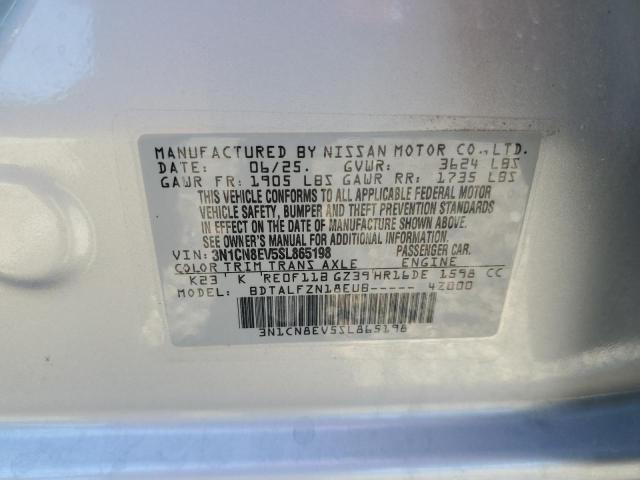 MANUFACTURED BY NISSAN MOTOR CO., LTD.
DATE: 06/25. GVWR: 3624 LBS
GAWR FR: 1905 LBS GAWR RR: 1735 LBS
THIS VEHICLE CONFORMS TO ALL APPLICABLE FEDERAL MOTOR
VEHICLE SAFETY, BUMPER AND THEFT PREVENTION STANDARDS
IN EFFECT ON THE DATE OF MANUFACTURE SHOWN ABOVE.
SEE OWNER'S MANUAL FOR ADDITIONAL INFORMATION.
VIN: 3N1CN8EV5SL865198 PASSENGER CAR.
COLOR TRIM TRANS AXLE ENGINE
K23 K RE0F11B GZ39 HR16DE 1598 CC
MODEL: BDTALFZN18EUB----- 4Z000
3N1CN8EV5SL865198